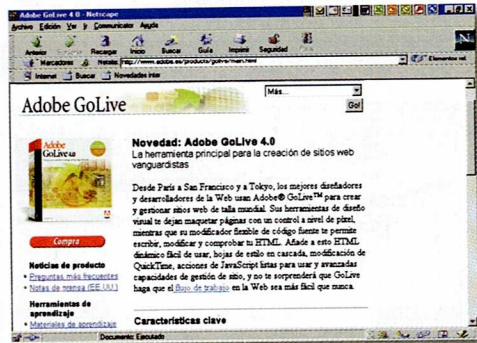 Adobe GoLive 4.0 - Netscape
Archivo Edición Ver Ir Communicator Ayuda
Anterior Recargar Inicio Buscar Guía Imprimir Seguridad
Marcadores Netsite: http://www.adobe.es/products/golive/main.html Elementos rel.
Internet Buscar Novedades inter
Adobe GoLive
Más...
Go!
Adobe
GoLive 4.0
Compra
Noticias de producto
Preguntas más frecuentes
Notas de prensa (EE.UU.)
Herramientas de
aprendizaje
Materiales de aprendizaje
Novedad: Adobe GoLive 4.0
La herramienta principal para la creación de sitios web
vanguardistas
Desde París a San Francisco y a Tokyo, los mejores diseñadores
y desarrolladores de la Web usan Adobe® GoLive™ para crear
y gestionar sitios web de talla mundial. Sus herramientas de diseño
virual te dejan maquetar páginas con un control a nivel de píxel,
mientras que su modificador flexible de código fuente te permite
escribir, modificar y comprobar tu HTML. Añade a esto HTML
dinámico fácil de usar, hojas de estilo en cascada, modificación de
QuickTime, acciones de JavaScript listas para usar y avanzadas
capacidades de gestión de sitio, y no te sorprenderá que GoLive
haga que el flujo de trabajo en la Web sea más fácil que nunca.
Características clave
Documento: Ejecutado